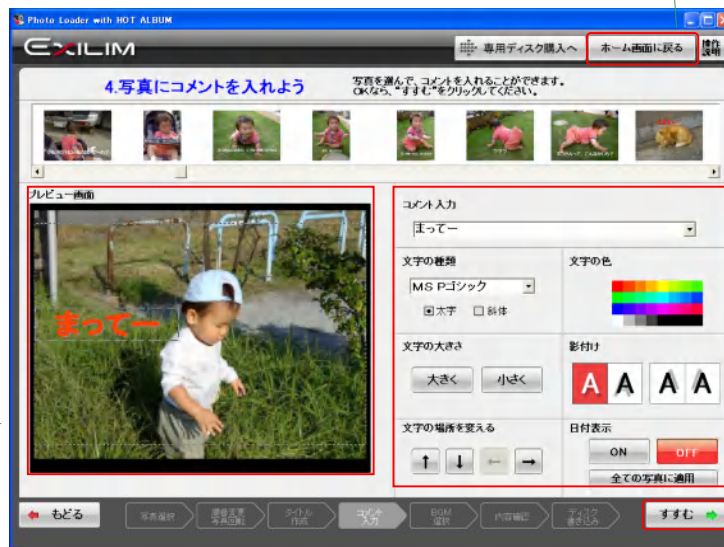 Photo Loader with HOT ALBUM
EXILIM
専用ディスク購入へ
ホーム画面に戻る
操作
説明
4.写真にコメントを入れよう
写真を選んで、コメントを入れることができます。
OKなら、“すすむ”をクリックしてください。
プレビュー画面
まってー
コメント入力
まってー
文字の種類
MS Pゴシック
太字
斜体
文字の色
文字の大きさ
大きく
小さく
影付け
A A A A
文字の場所を変える
↑ ↓ ← →
日付表示
ON
OFF
全ての写真に適用
もどる
写真選択
順番変更
写真回転
タイトル
作成
コメント
入力
BGM
選択
内容確認
ディスク
書き込み
すすむ